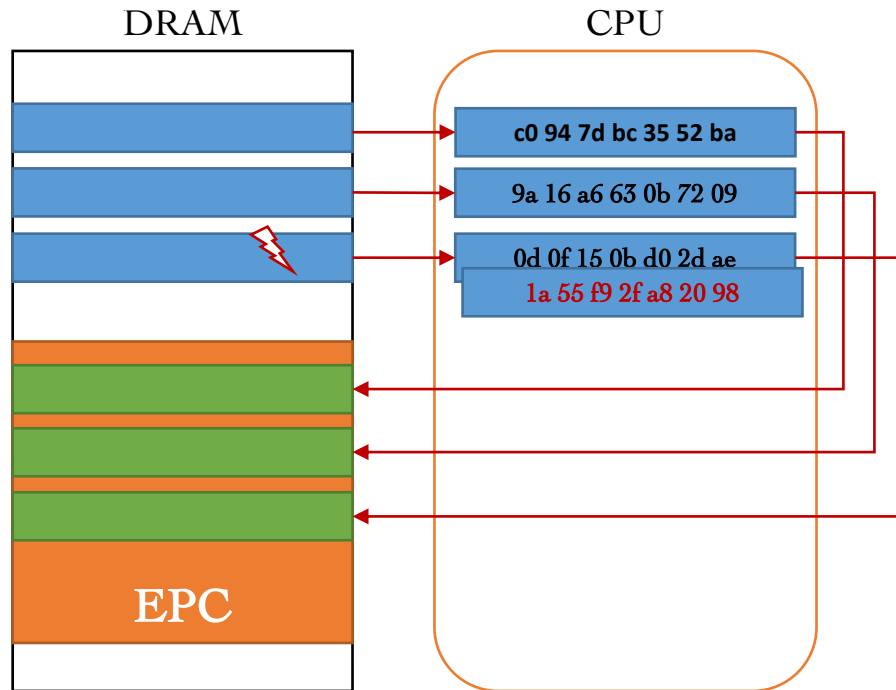 DRAM
CPU
c0 94 7d bc 35 52 ba
9a 16 a6 63 0b 72 09
0d 0f 15 0b d0 2d ae
1a 55 f9 2f a8 20 98
EPC